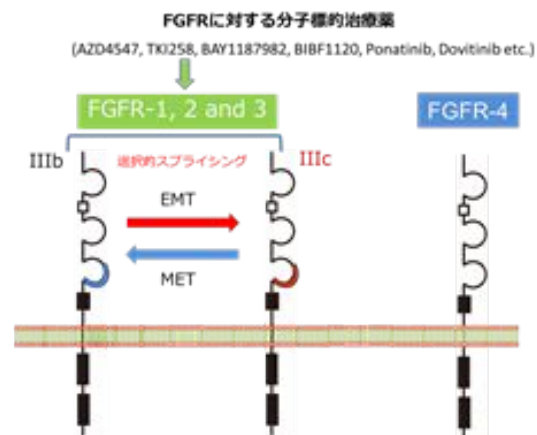 FGFRに対する分子標的治療薬
(AZD4547, TKI258, BAY1187982, BIBF1120, Ponatinib, Dovitinib etc.)
FGFR-1, 2 and 3
FGFR-4
IIIb
選択的スプライシング
IIIc
EMT
MET